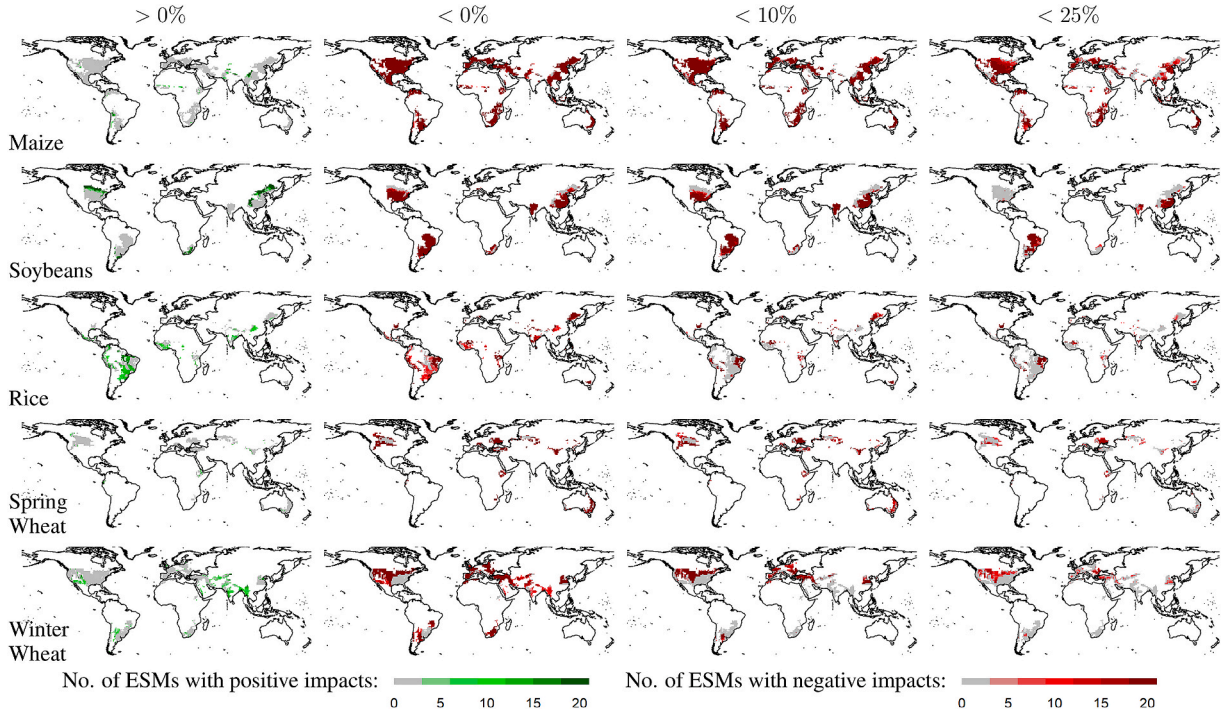 > 0%
< 0%
< 10%
< 25%
Maize
Soybeans
Rice
Spring
Wheat
Winter
Wheat
No. of ESMs with positive impacts:
0 5 10 15 20
No. of ESMs with negative impacts:
0 5 10 15 20